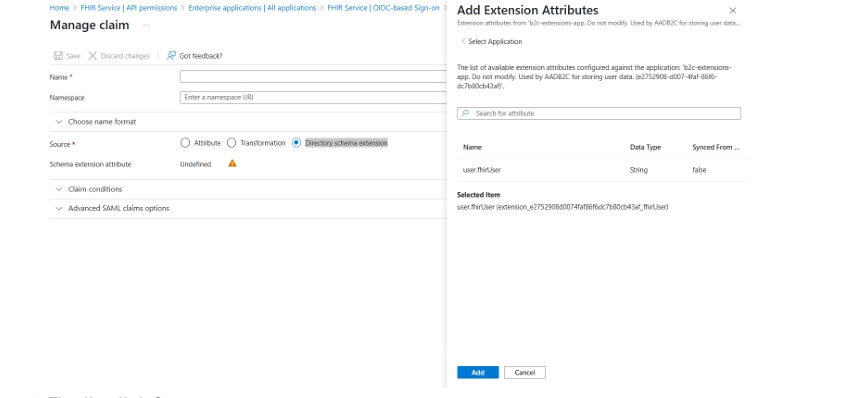 Home > FHIR Service | API permissions > Enterprise applications | All applications > FHIR Service | OIDC-based Sign-on >
Manage claim ...
Save Discard changes Got feedback?
Name *
Namespace
Enter a namespace URI
Choose name format
Source *
Attribute Transformation Directory schema extension
Schema extension attribute
Undefined
Claim conditions
Advanced SAML claims options
Add Extension Attributes
Extension attributes from 'b2c-extensions-app. Do not modify. Used by AADB2C for storing user data...
< Select Application
The list of available extension attributes configured against the application: 'b2c-extensions-
app. Do not modify. Used by AADB2C for storing user data. (e2752908-d007-4faf-86f6-
dc7b80cb43af)'.
Search for attribute
Name Data Type Synced From ...
user.fhirUser String false
Selected Item
user.fhirUser (extension_e2752908d0074faf86f6dc7b80cb43af_fhirUser)
Add Cancel